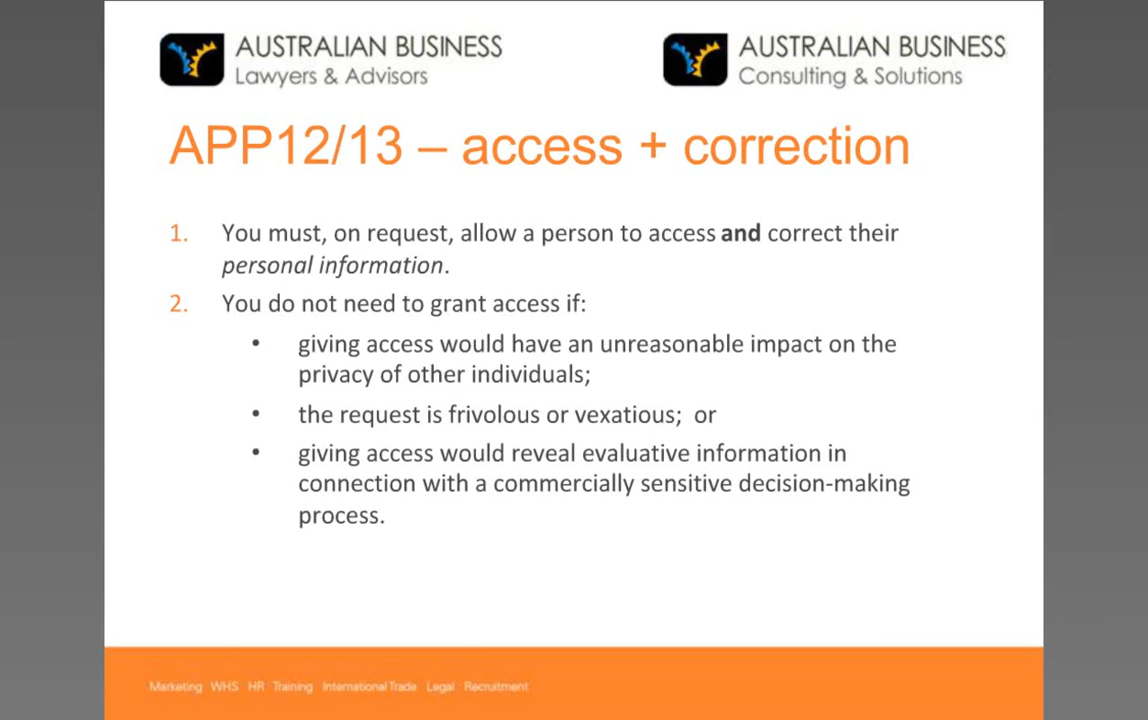 AUSTRALIAN BUSINESS
Lawyers & Advisors
AUSTRALIAN BUSINESS
Consulting & Solutions
APP12/13 – access + correction
1. You must, on request, allow a person to access and correct their
personal information.
2. You do not need to grant access if:
• giving access would have an unreasonable impact on the
privacy of other individuals;
• the request is frivolous or vexatious; or
• giving access would reveal evaluative information in
connection with a commercially sensitive decision-making
process.
Marketing WHS HR Training International Trade Legal Recruitment